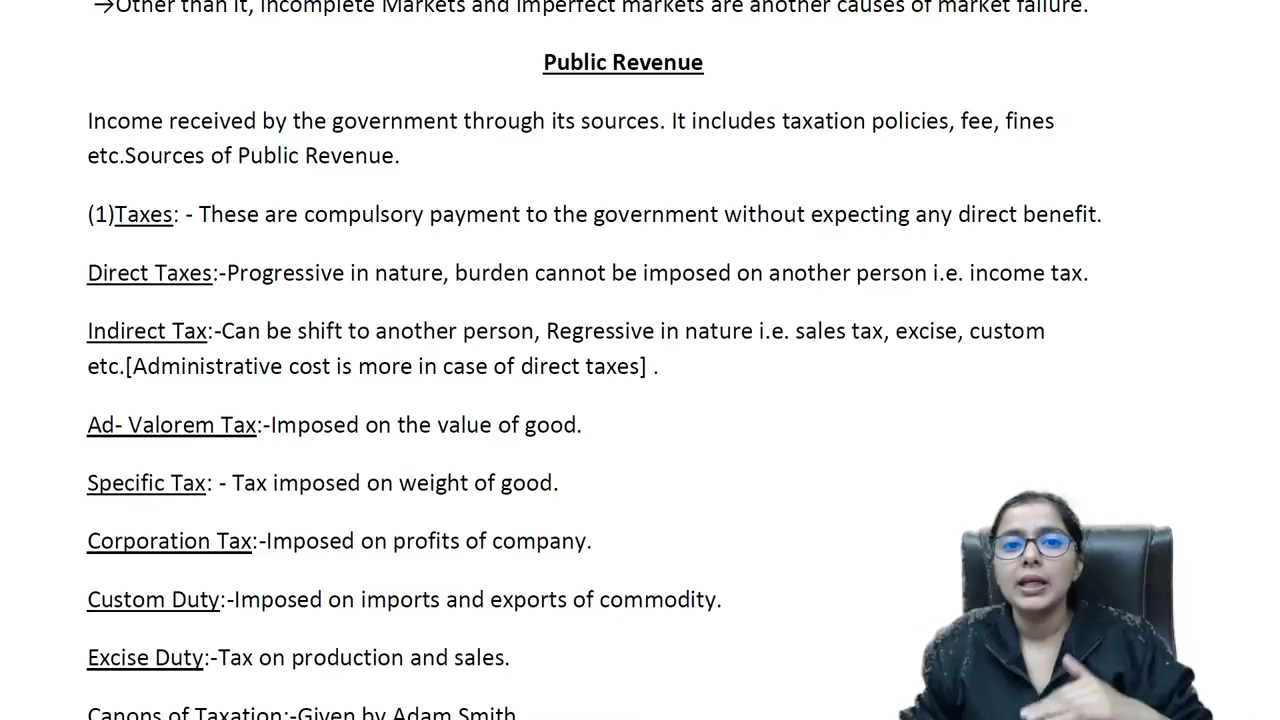 →Other than it, Incomplete Markets and imperfect markets are another causes of market failure.
Public Revenue
Income received by the government through its sources. It includes taxation policies, fee, fines
etc.Sources of Public Revenue.
(1)Taxes: - These are compulsory payment to the government without expecting any direct benefit.
Direct Taxes:-Progressive in nature, burden cannot be imposed on another person i.e. income tax.
Indirect Tax:-Can be shift to another person, Regressive in nature i.e. sales tax, excise, custom
etc.[Administrative cost is more in case of direct taxes] .
Ad- Valorem Tax:-Imposed on the value of good.
Specific Tax: - Tax imposed on weight of good.
Corporation Tax:-Imposed on profits of company.
Custom Duty:-Imposed on imports and exports of commodity.
Excise Duty:-Tax on production and sales.
Canons of Taxation:-Given by Adam Smith